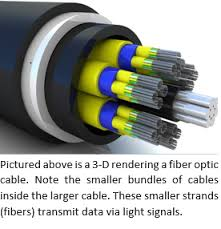 Pictured above is a 3-D rendering a fiber optic
cable. Note the smaller bundles of cables
inside the larger cable. These smaller strands
(fibers) transmit data via light signals.